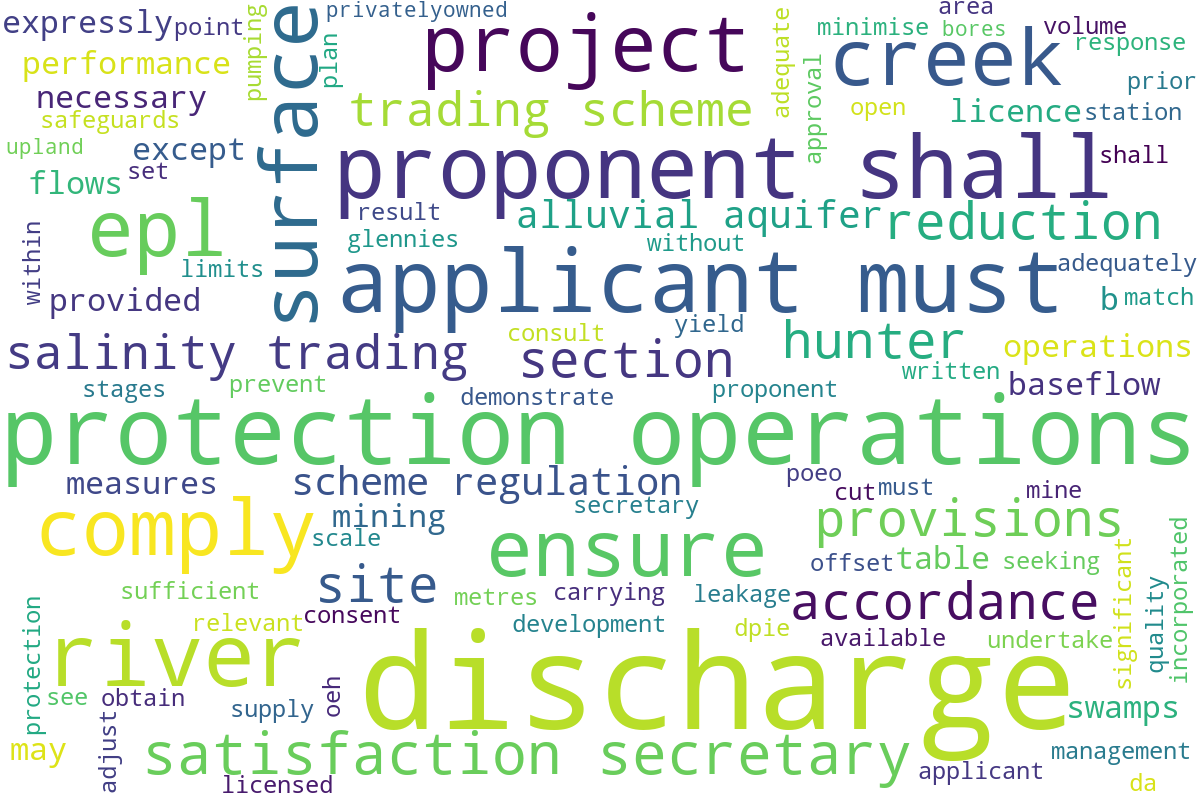 expressly
point
pumping
privatelyowned
plan
project
adequate
minimise
area
bores
volume
response
creek
performance
necessary
safeguards
surface
trading scheme
approval
open
licence
prior
station
upland
except
set
flows
proponent shall
shall
epl
result
glennies
alluvial aquifer
without
reduction
within
limits
provided
applicant must
adequately
b
match
salinity trading
consult
yield
section
hunter
operations
stages
prevent
demonstrate
proponent
written
baseflow
protection operations
measures
scheme regulation
secretary
poeo
cut
must
mine
comply
mining
scale
ensure
provisions
offset
table
seeking
significant
quality
incorporated
sufficient
site
consent
metres
carrying
leakage
accordance
protection
relevant
development
dpie
available
undertake
river
discharge
see
obtain
supply
oeh
swamps
may
adjust
satisfaction secretary
licensed
applicant
management
da